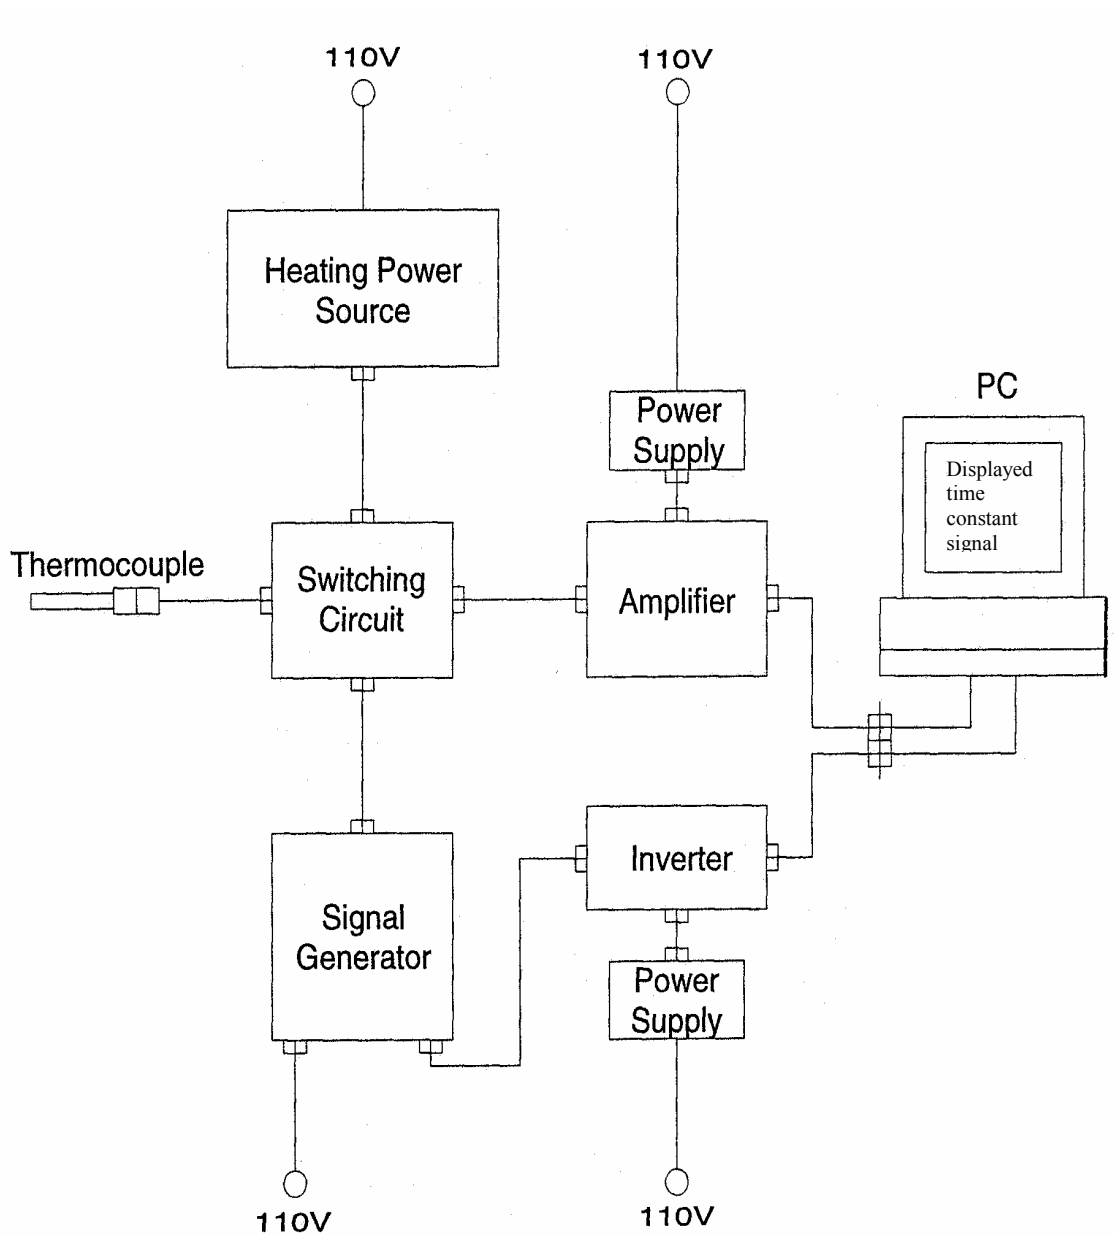 110V
110V
Heating Power
Source
PC
Power
Supply
Displayed
time
constant
signal
Thermocouple
Switching
Circuit
Amplifier
Inverter
Signal
Generator
Power
Supply
110V
110V